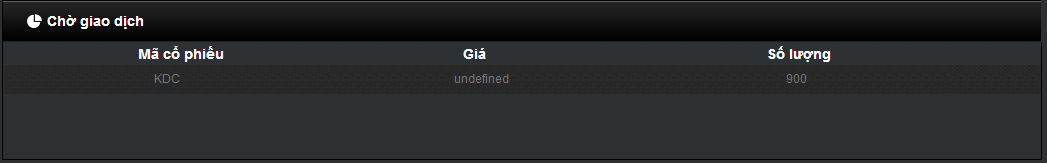 Chờ giao dịch
Mã cổ phiếu Giá Số lượng
KDC undefined 900